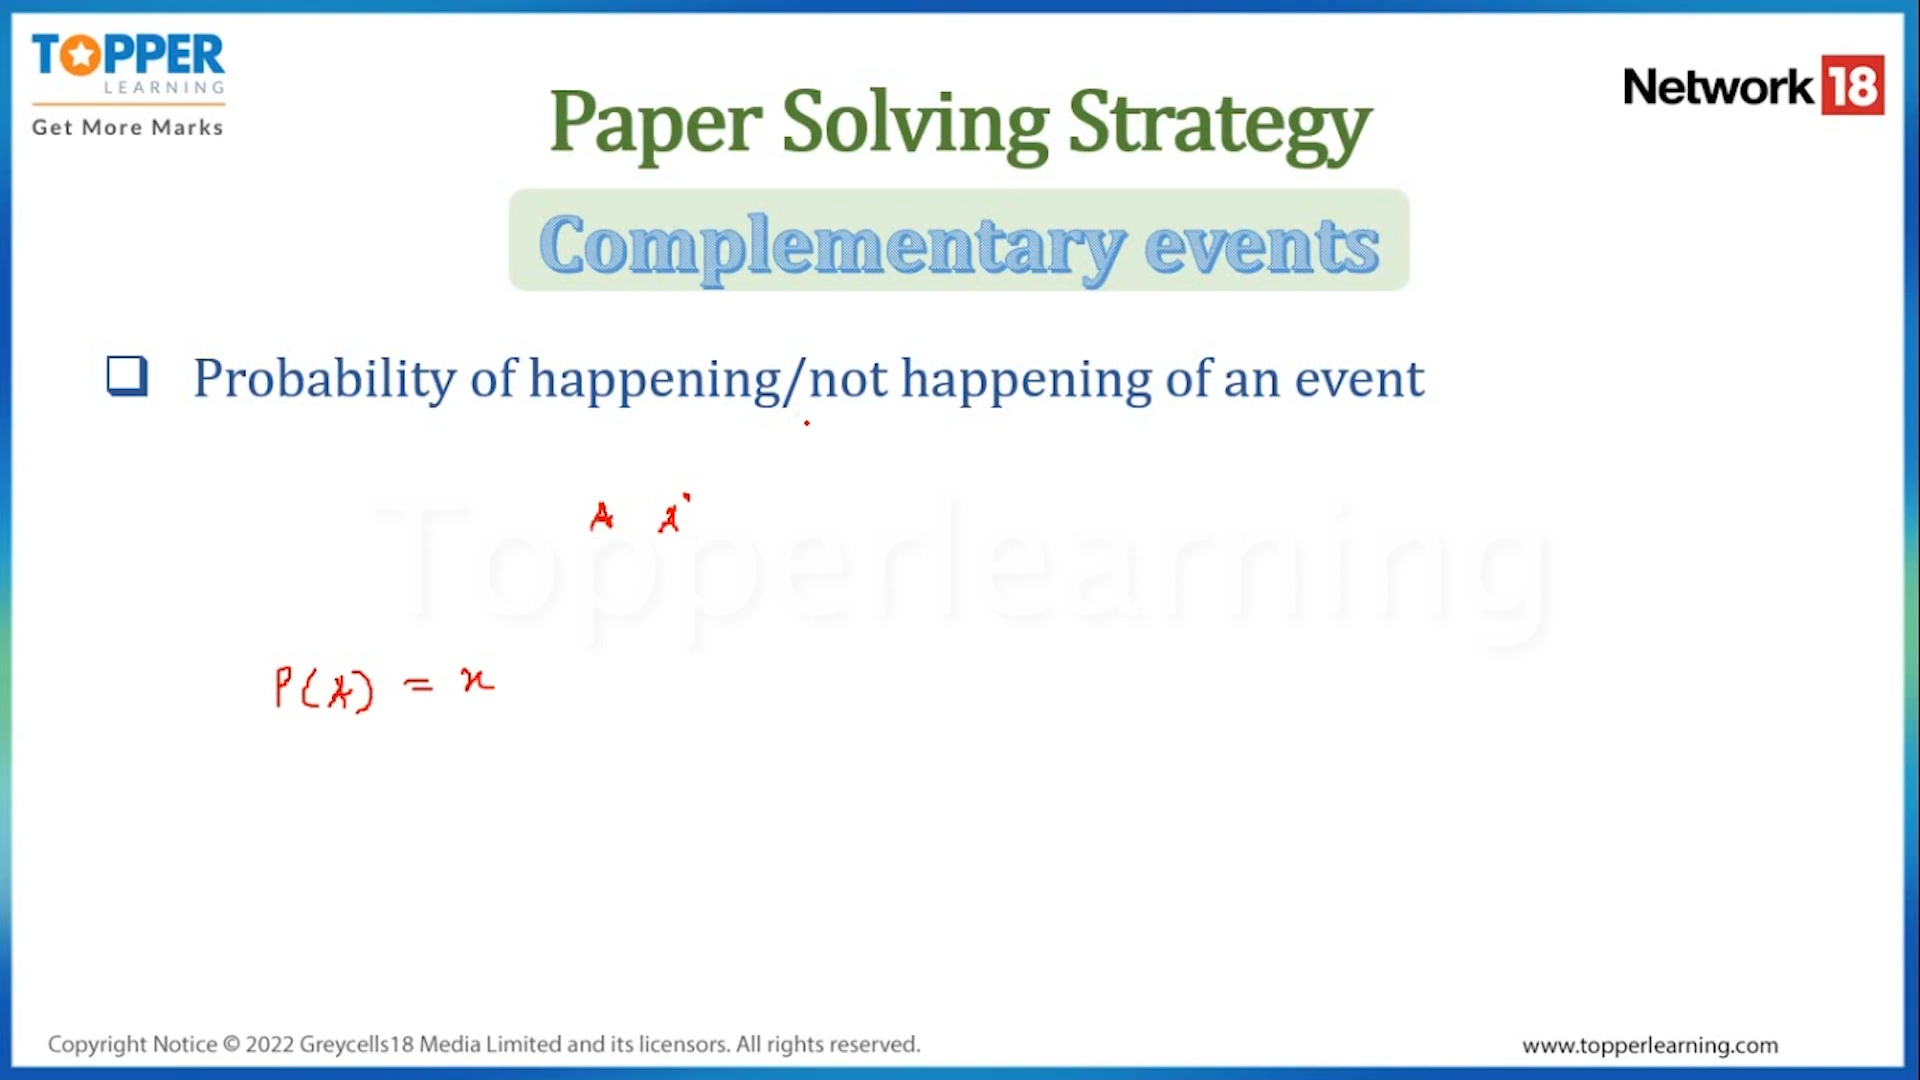 TOPPER
LEARNING
Get More Marks
Network 18
Paper Solving Strategy
Complementary events
Probability of happening/not happening of an event
A A'
Topperlearning
P(A) = x
Copyright Notice © 2022 Greycells18 Media Limited and its licensors. All rights reserved.
www.topperlearning.com